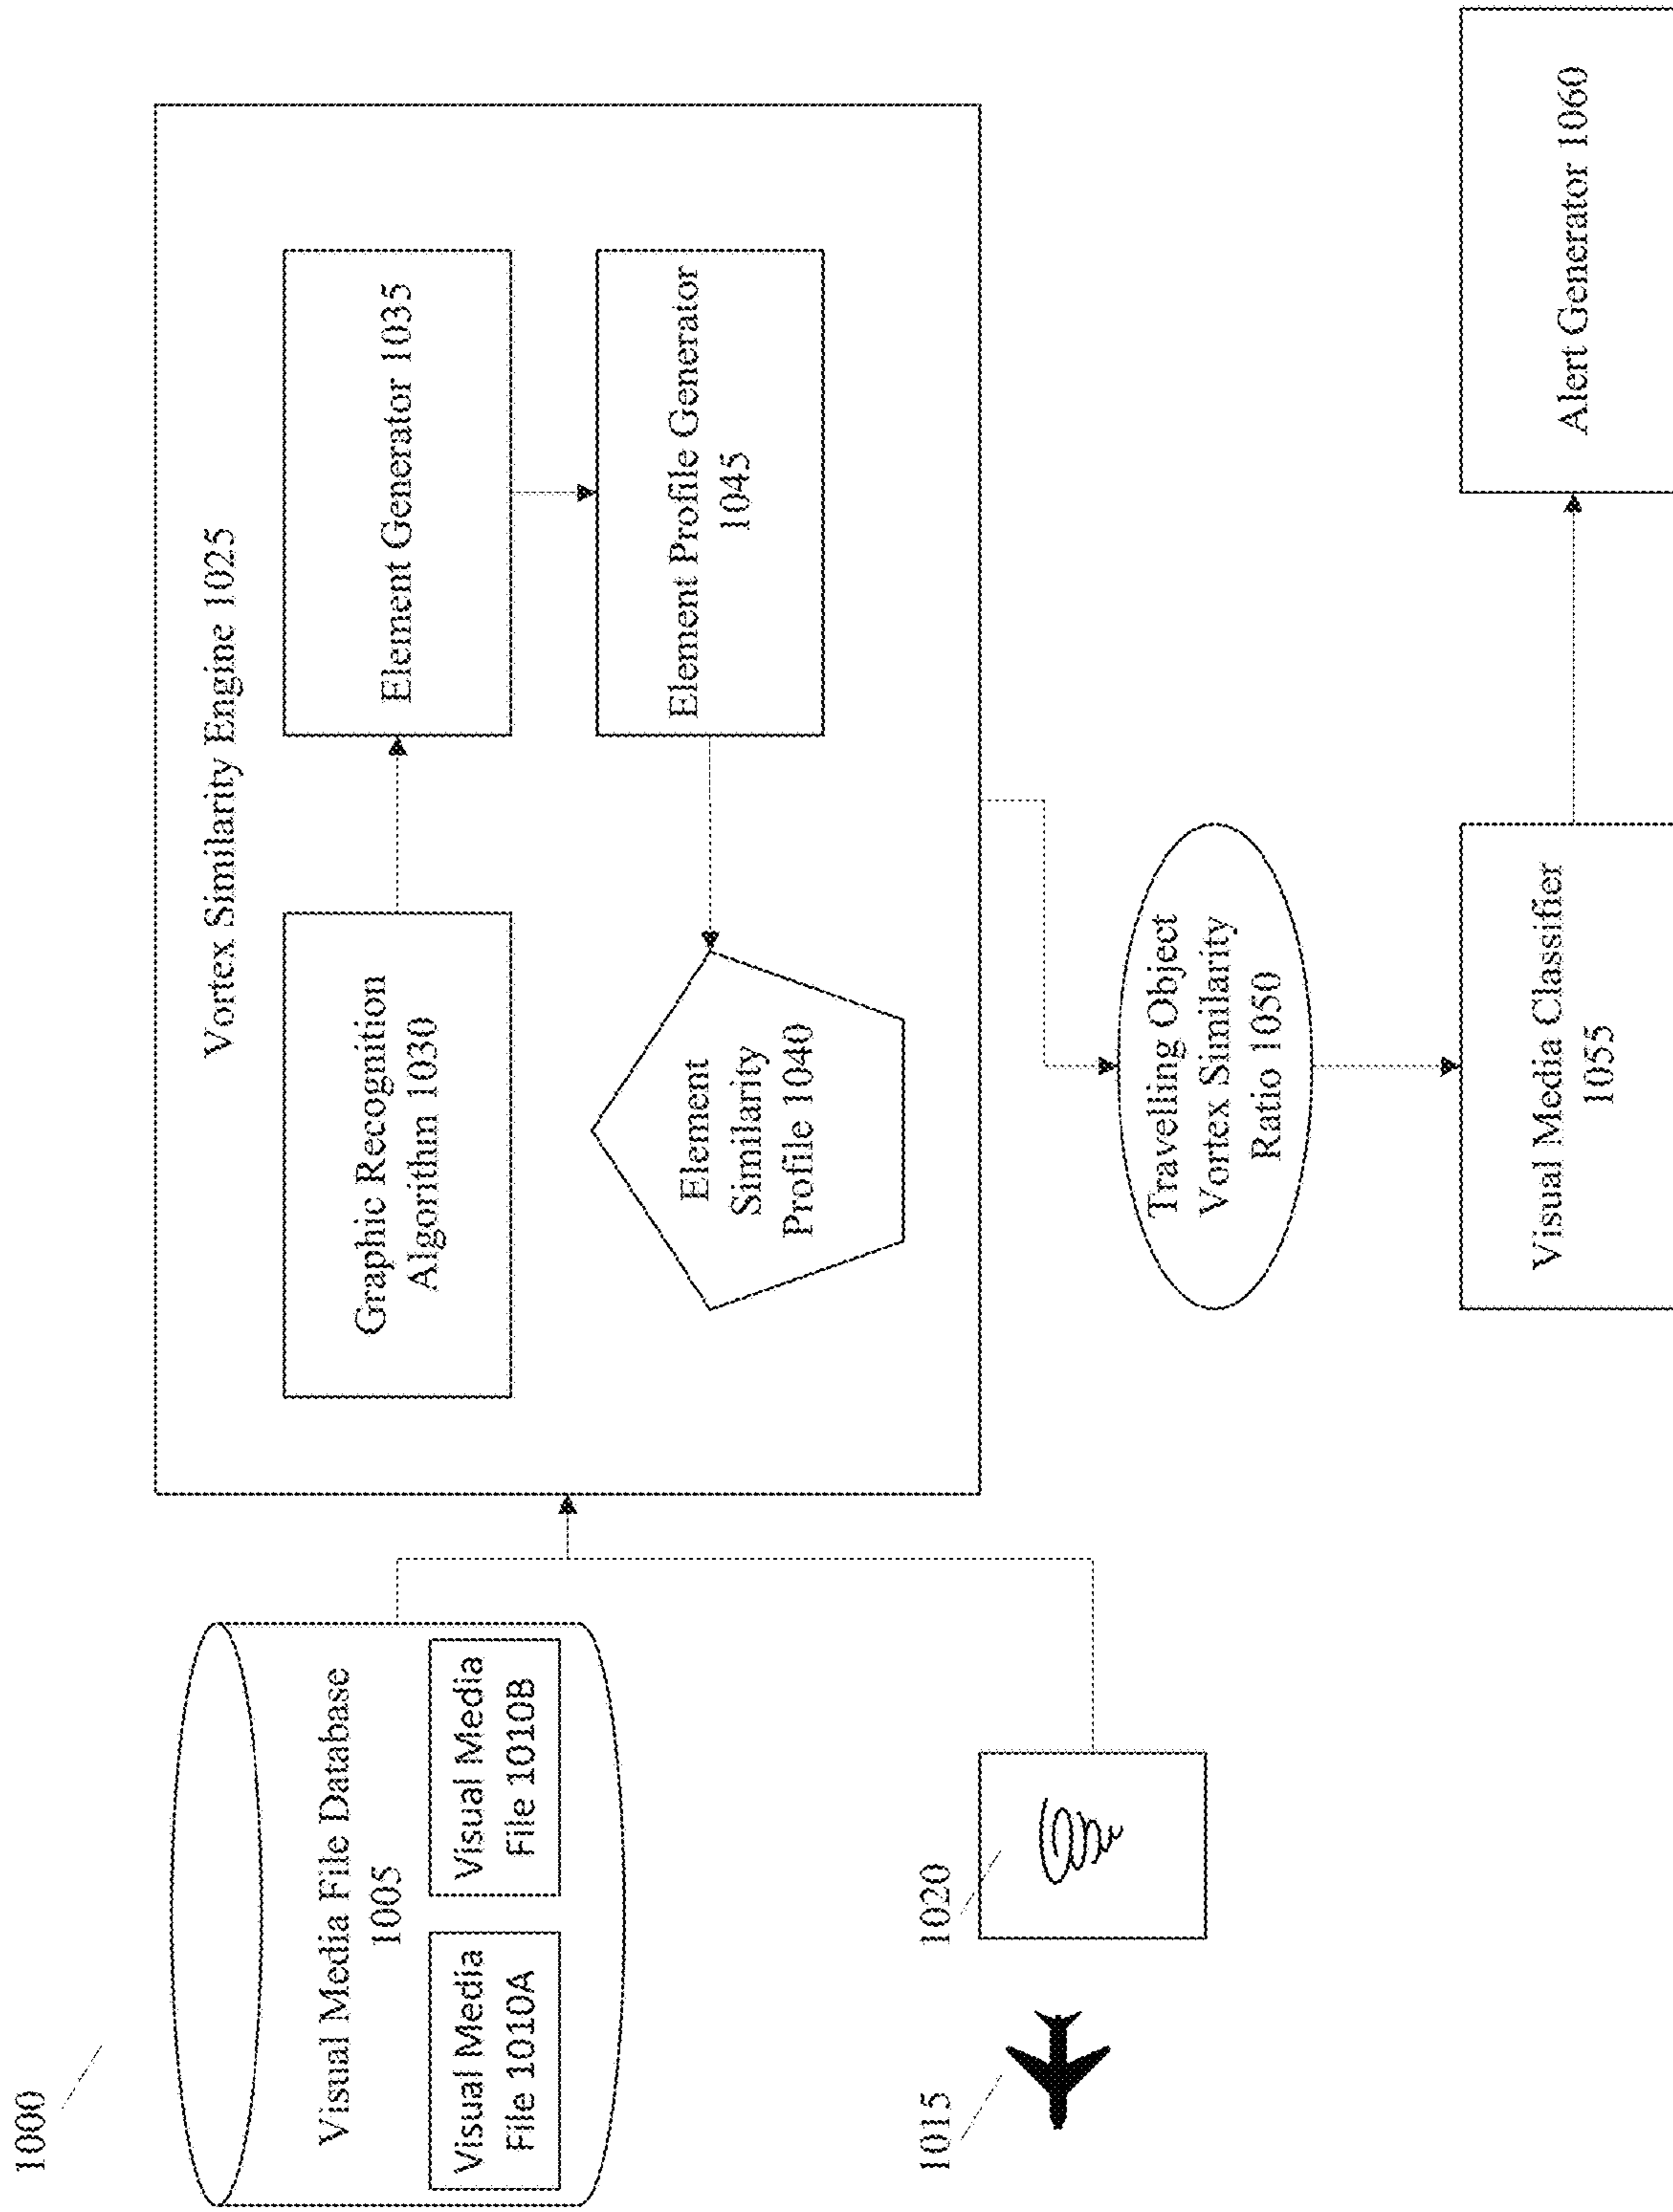 1000
Visual Media File Database
1005
Visual Media
File 1010A
Visual Media
File 1010B
1015
1020
Vortex Similarity Engine 1025
Graphic Recognition
Algorithm 1030
Element Generator 1035
Element
Similarity
Profile 1040
Element Profile Generator
1045
Travelling Object
Vortex Similarity
Ratio 1050
Visual Media Classifier
1055
Alert Generator 1060